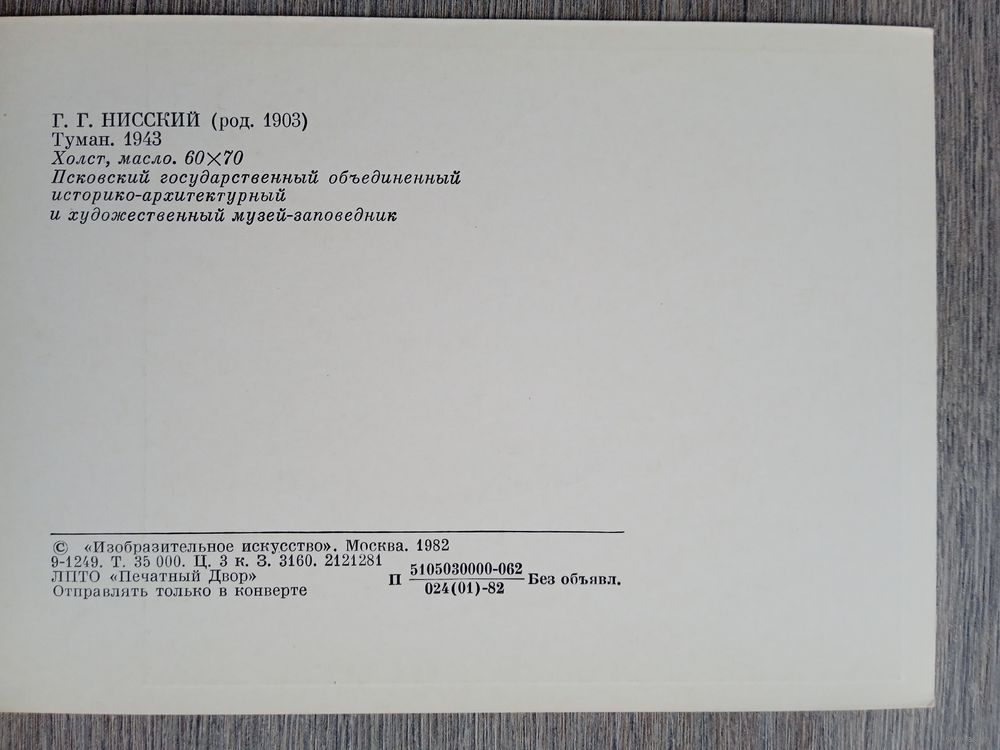 Г. Г. НИССКИЙ (род. 1903)
Туман. 1943
Холст, масло. 60×70
Псковский государственный объединенный
историко-архитектурный
и художественный музей-заповедник
© «Изобразительное искусство». Москва. 1982
9-1249. Т. 35 000. Ц. 3 к. З. 3160. 2121281
ЛПТО «Печатный Двор»
Отправлять только в конверте
П 5105030000-062 Без объявл.
024(01)-82